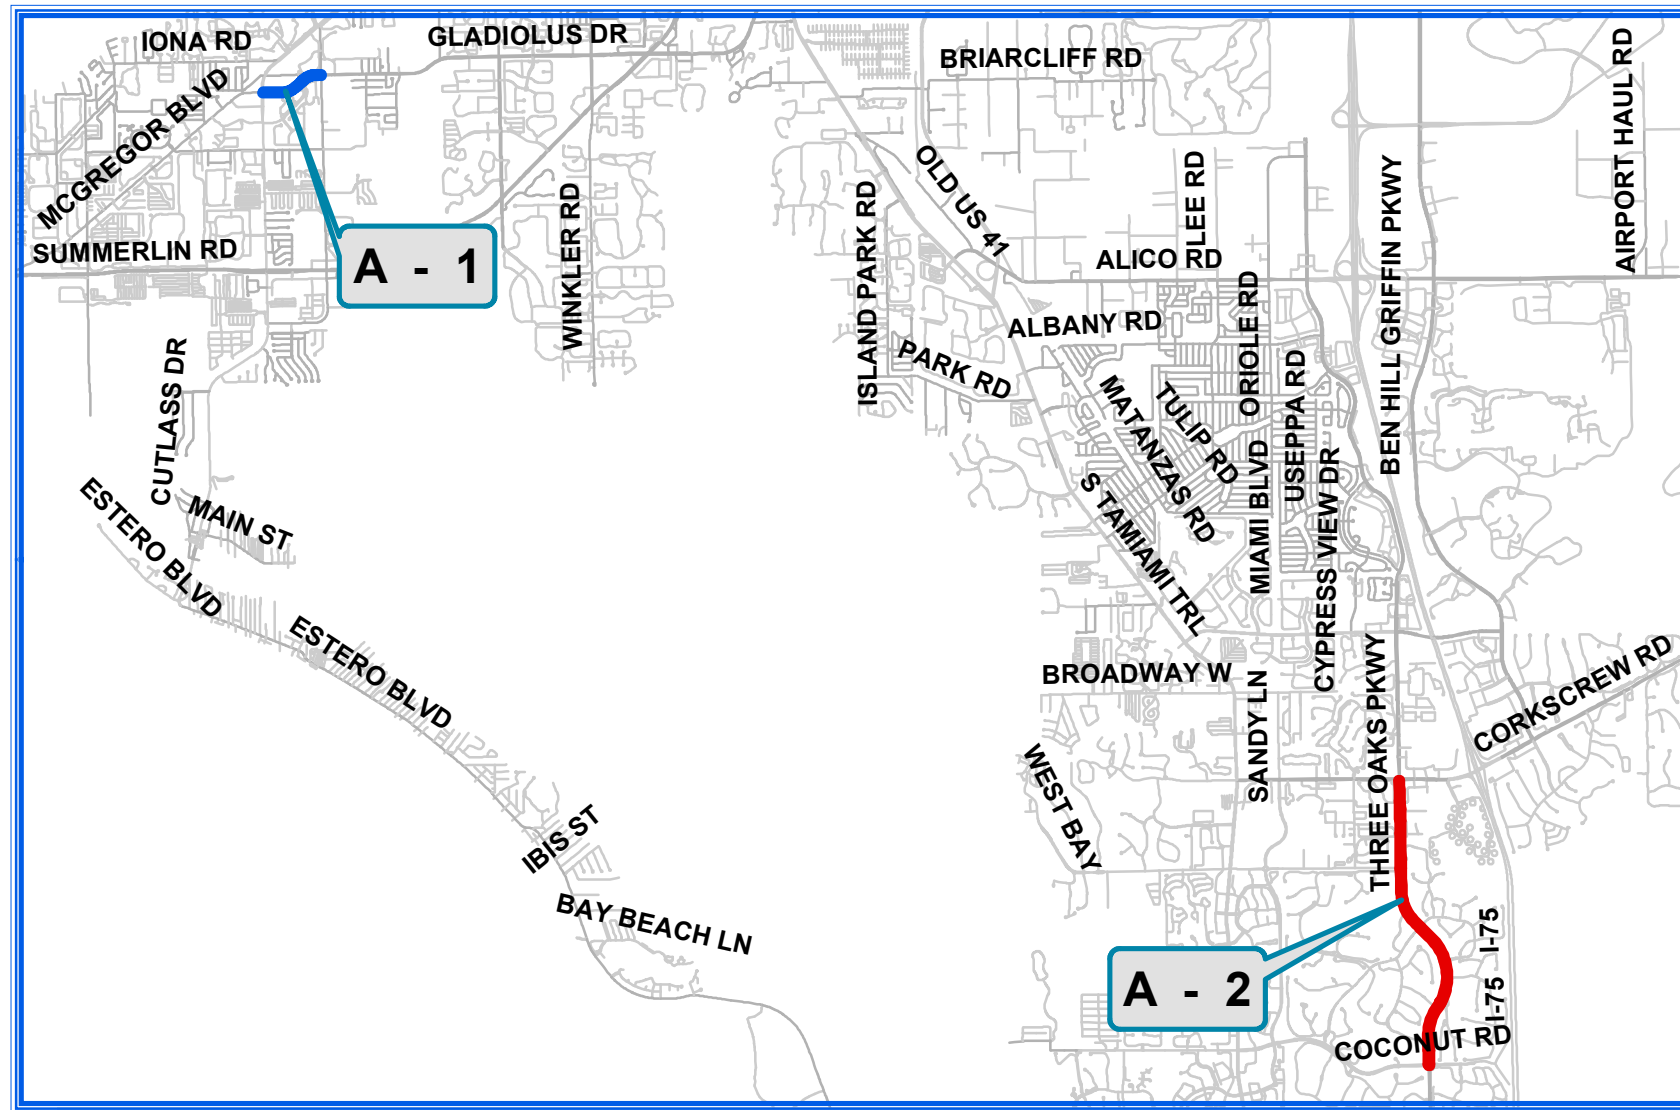 IONA RD
GLADIOLUS DR
BRIARCLIFF RD
AIRPORT HAUL RD
MCGREGOR BLVD
OLD US 41
LEE RD
BEN HILL GRIFFIN PKWY
WINKLER RD
ISLAND PARK RD
SUMMERLIN RD
A - 1
ALICO RD
ORIOLE RD
ALBANY RD
PARK RD
CUTLASS DR
MATANZAS RD
TULIP RD
USEPPA RD
MIAMI BLVD
CYPRESS VIEW DR
S TAMIAMI TRL
MAIN ST
ESTERO BLVD
ESTERO BLVD
BROADWAY W
SANDY LN
THREE OAKS PKWY
CORKSCREW RD
WEST BAY
IBIS ST
BAY BEACH LN
I-75
A - 2
I-75
COCONUT RD